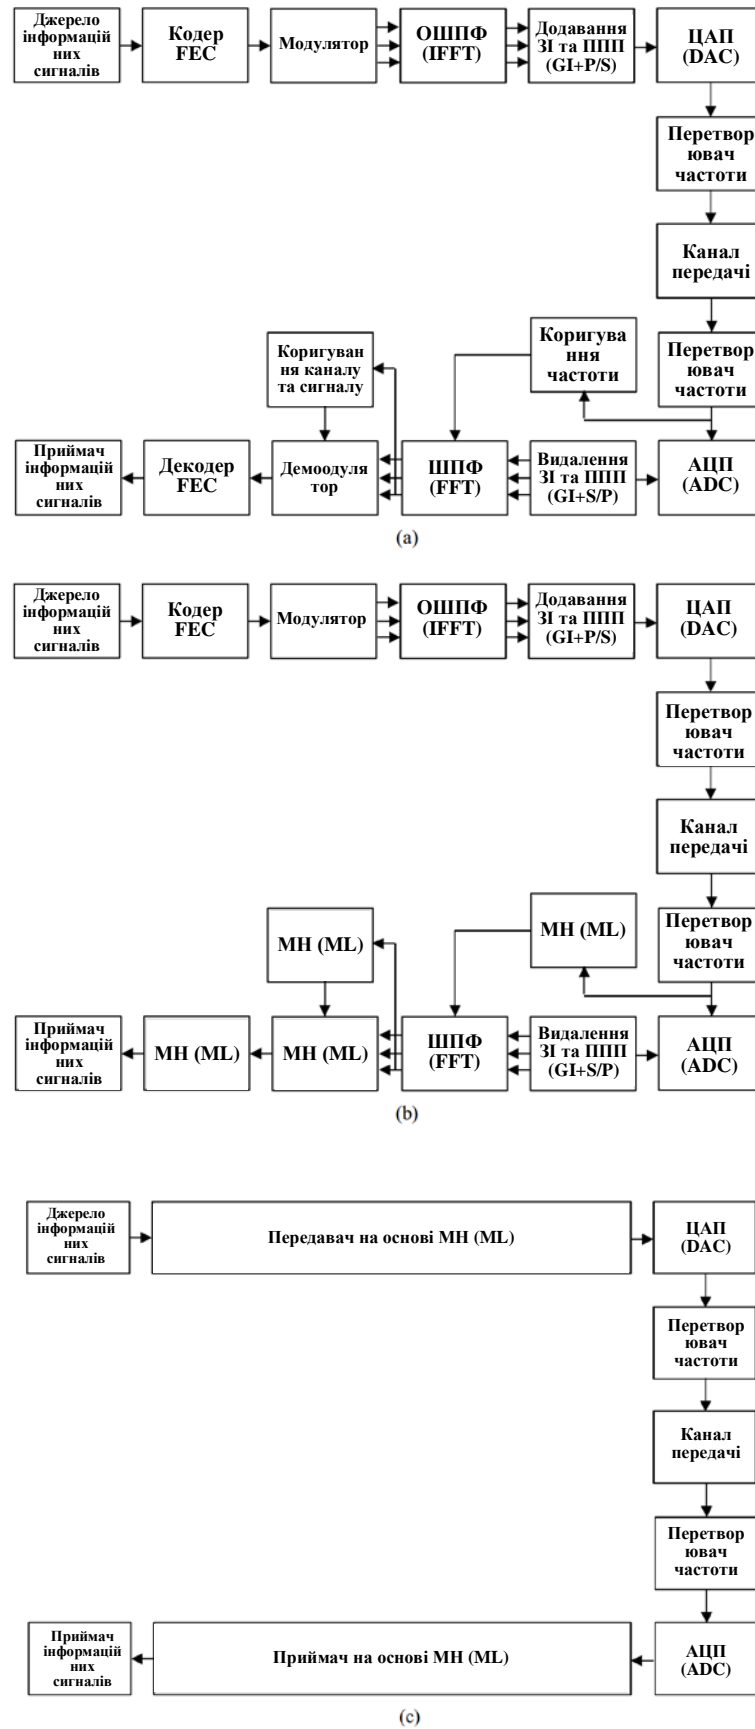 Джерело
інформацій
них
сигналів
Кодер
FEC
Модулятор
ОШПФ
(IFFT)
Додавання
ЗІ та ППП
(GI+P/S)
ЦАП
(DAC)
Перетвор
ювач
частоти
Канал
передачі
Коригуван
ня каналу
та сигналу
Коригува
ння
частоти
Перетвор
ювач
частоти
Приймач
інформацій
них
сигналів
Декодер
FEC
Демоодуля
тор
ШПФ
(FFT)
Видалення
ЗІ та ППП
(GI+S/P)
АЦП
(ADC)
(a)
Джерело
інформацій
них
сигналів
Кодер
FEC
Модулятор
ОШПФ
(IFFT)
Додавання
ЗІ та ППП
(GI+P/S)
ЦАП
(DAC)
Перетвор
ювач
частоти
Канал
передачі
МН (ML)
МН (ML)
Перетвор
ювач
частоти
Приймач
інформацій
них
сигналів
МН (ML)
МН (ML)
ШПФ
(FFT)
Видалення
ЗІ та ППП
(GI+S/P)
АЦП
(ADC)
(b)
Джерело
інформацій
них
сигналів
Передавач на основі МН (ML)
ЦАП
(DAC)
Перетвор
ювач
частоти
Канал
передачі
Перетвор
ювач
частоти
Приймач
інформацій
них
сигналів
Приймач на основі МН (ML)
АЦП
(ADC)
(c)